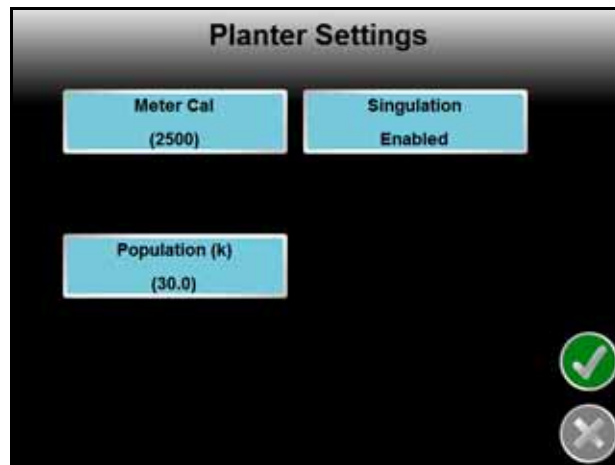 Planter Settings
Meter Cal
(2500)
Singulation
Enabled
Population (k)
(30.0)